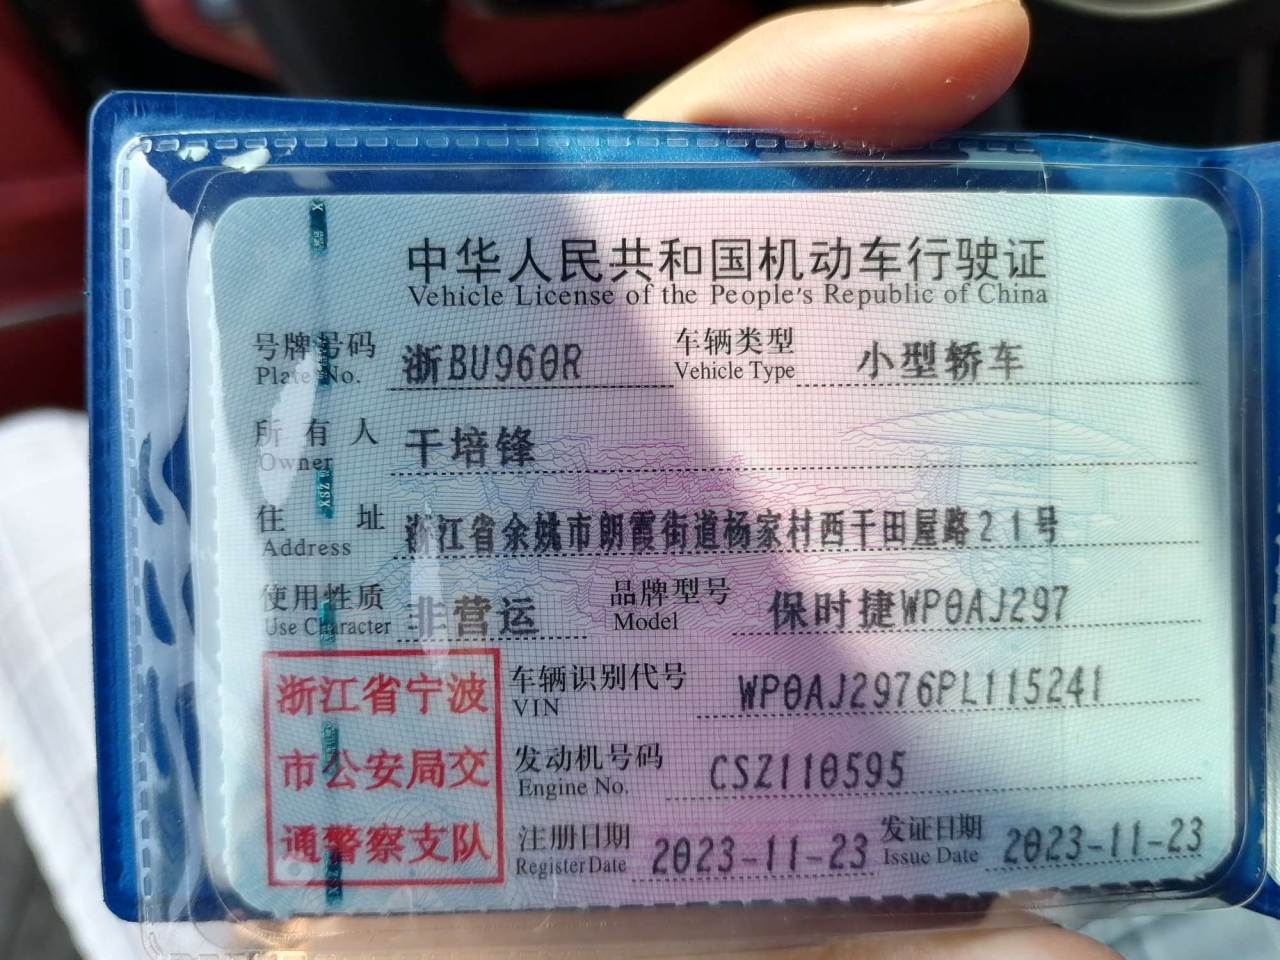 中华人民共和国机动车行驶证
Vehicle License of the People's Republic of China
号牌号码 浙BU960R 车辆类型 小型轿车
Plate No. Vehicle Type
所有人 干培锋
Owner
住址 浙江省余姚市朗霞街道杨家村西干田屋路21号
Address
使用性质 非营运 品牌型号 保时捷WP0AJ297
Use Character Model
车辆识别代号 WP0AJ2976PL115241
VIN
发动机号码 CSZ110595
Engine No.
注册日期 2023-11-23 发证日期 2023-11-23
Register Date Issue Date
浙江省宁波
市公安局交
通警察支队